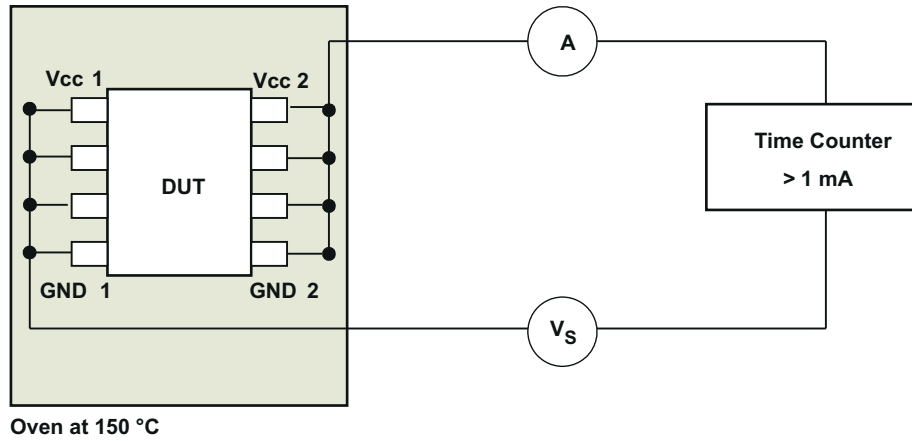 A
Vcc 1
Vcc 2
Time Counter
> 1 mA
DUT
GND 1
GND 2
VS
Oven at 150 °C